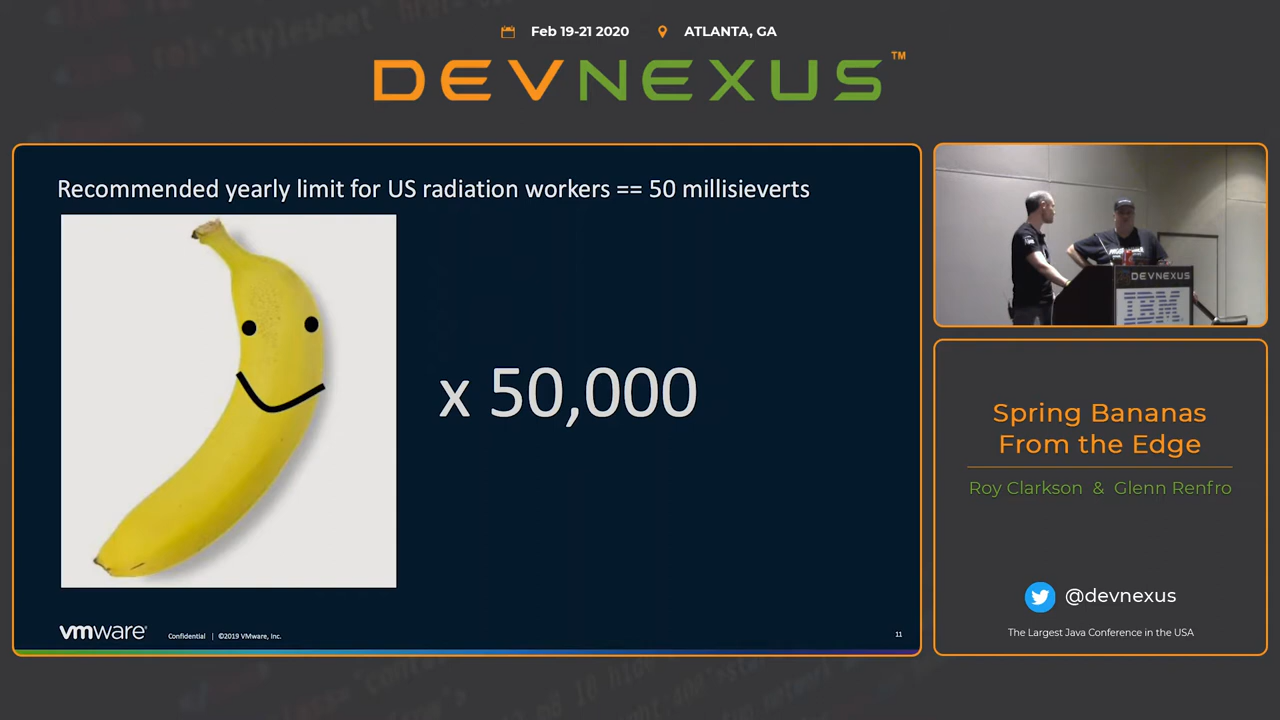 Feb 19-21 2020 ATLANTA, GA
DEVNEXUS™
Recommended yearly limit for US radiation workers == 50 millisieverts
x 50,000
vmware®
Confidential | ©2019 VMware, Inc.
11
DEVNEXUS
IBM
Spring Bananas
From the Edge
Roy Clarkson & Glenn Renfro
@devnexus
The Largest Java Conference in the USA